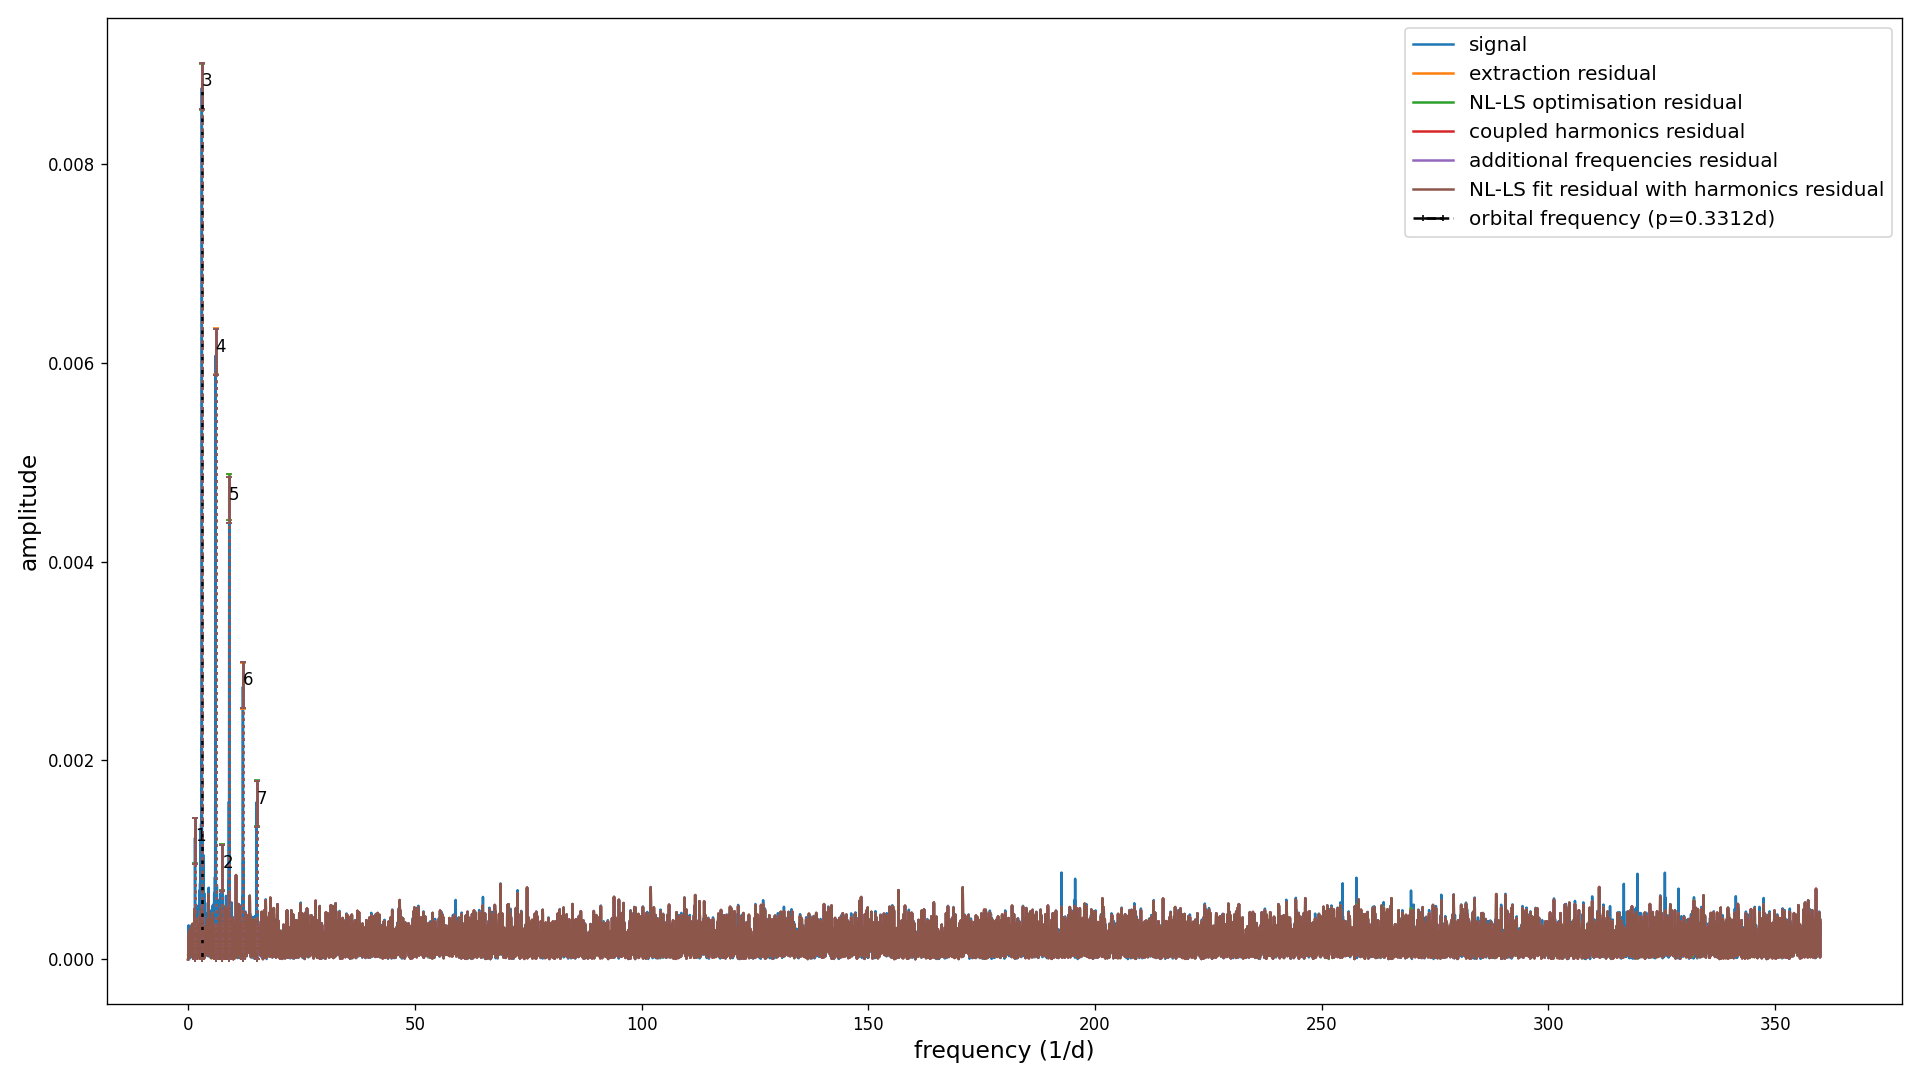 signal
extraction residual
NL-LS optimisation residual
coupled harmonics residual
additional frequencies residual
NL-LS fit residual with harmonics residual
orbital frequency (p=0.3312d)
amplitude
0.008
0.006
0.004
0.002
0.000
3
4
5
6
7
1
2
0 50 100 150 200 250 300 350
frequency (1/d)